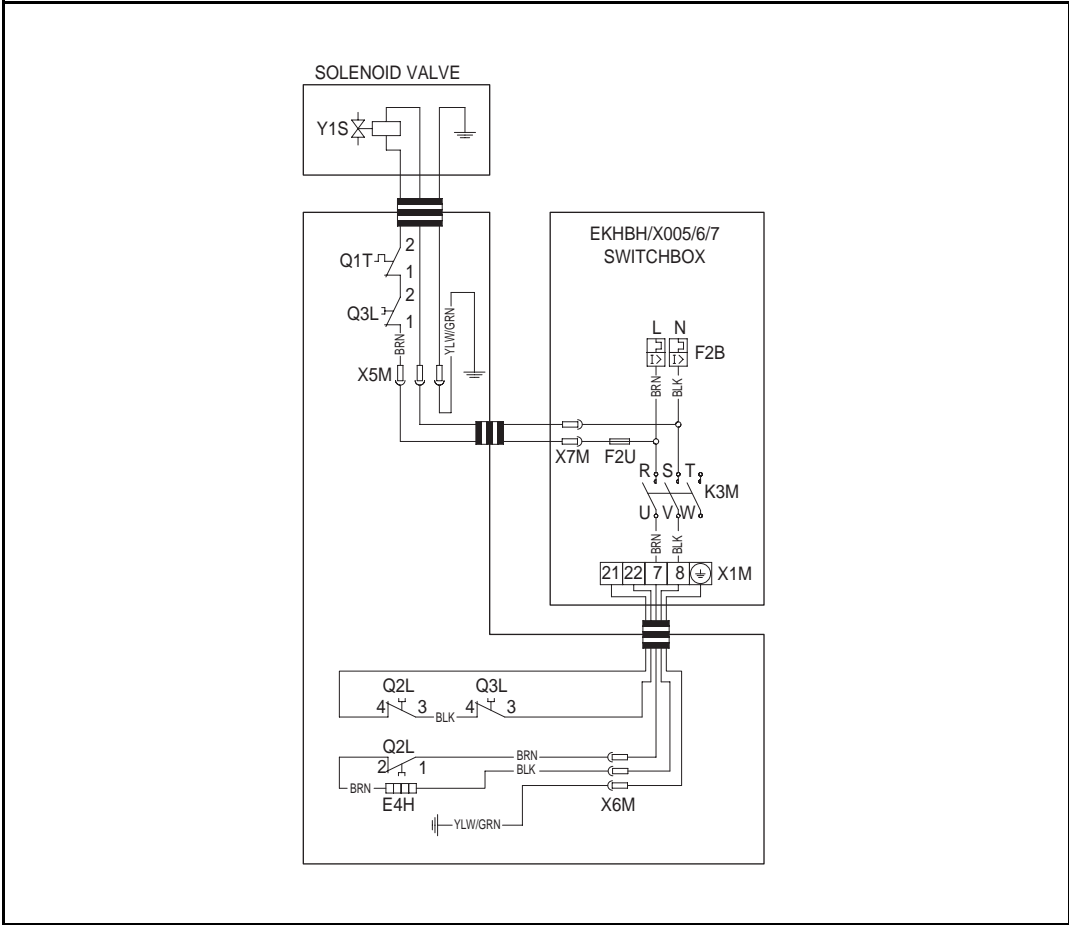 SOLENOID VALVE
Y1S
EKHBH/X005/6/7
SWITCHBOX
Q1T
2
1
Q3L
2
1
BRN
YLW/GRN
X5M
L N
F2B
BRN
BLK
X7M
F2U
R S T
K3M
U V W
BRN
BLK
21 22 7 8
X1M
Q2L
4 3
BLK
Q3L
4 3
Q2L
2 1
BRN
BLK
BRN
E4H
X6M
YLW/GRN
I>
I>